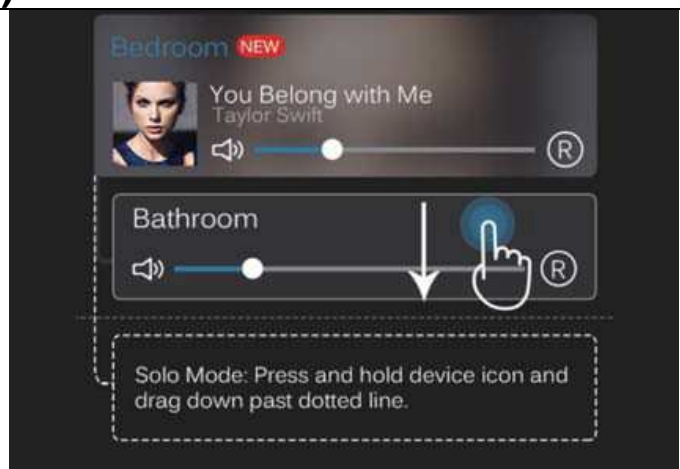 Bedroom NEW
You Belong with Me
Taylor Swift
R
Bathroom
R
Solo Mode: Press and hold device icon and
drag down past dotted line.